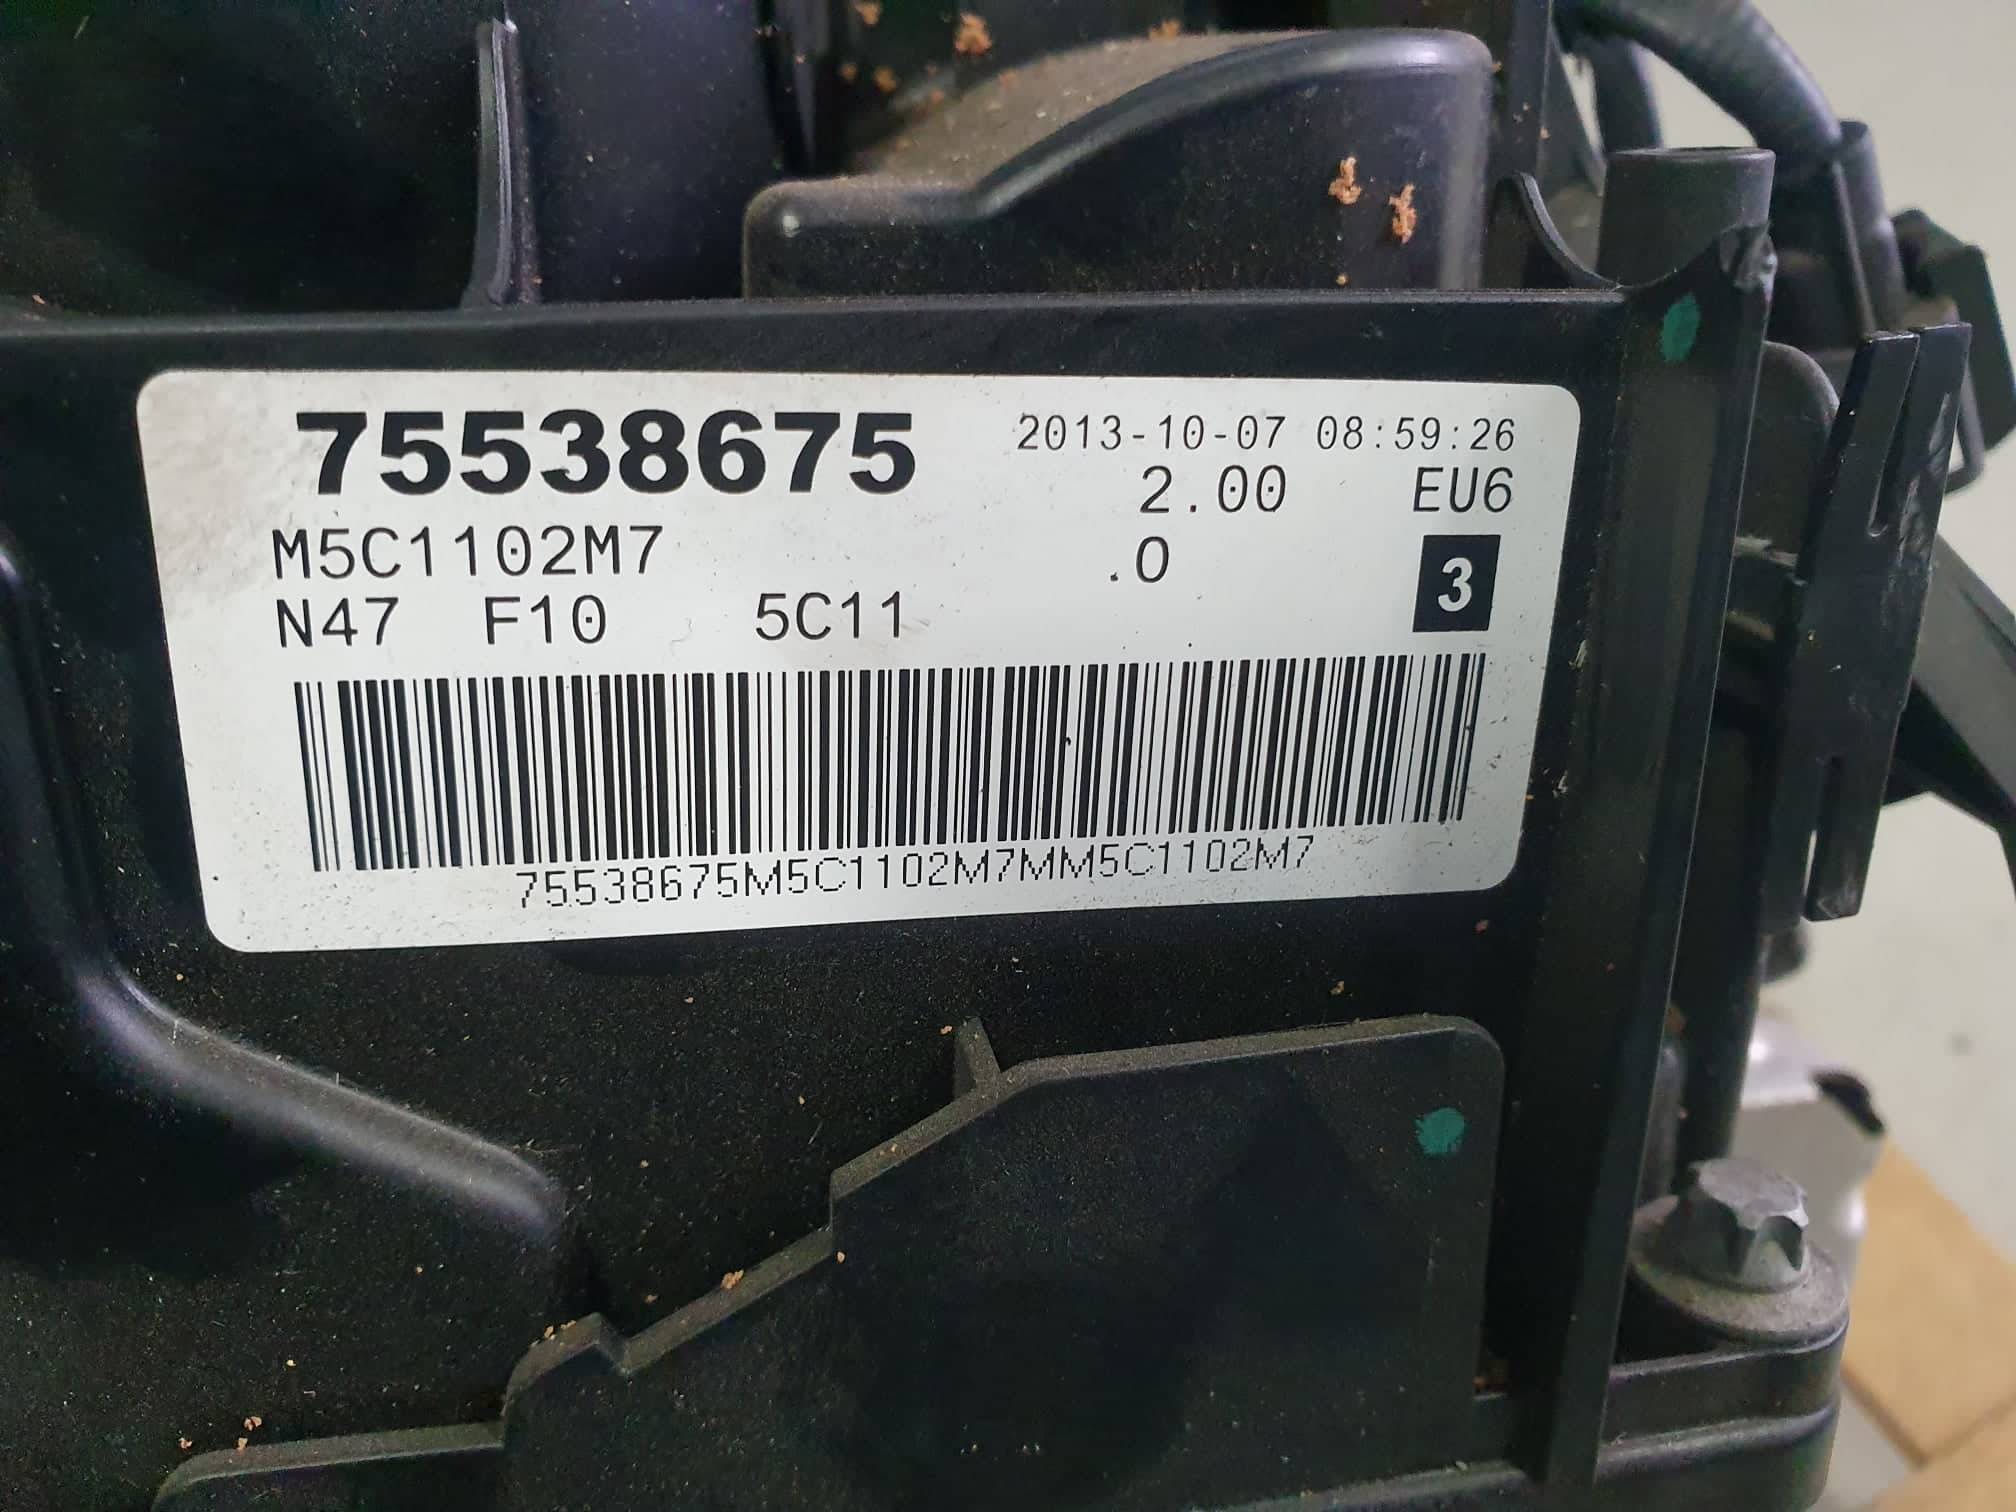 75538675 2013-10-07 08:59:26
2.00 EU6
M5C1102M7 .0 3
N47 F10 5C11
75538675M5C1102M7MM5C1102M7